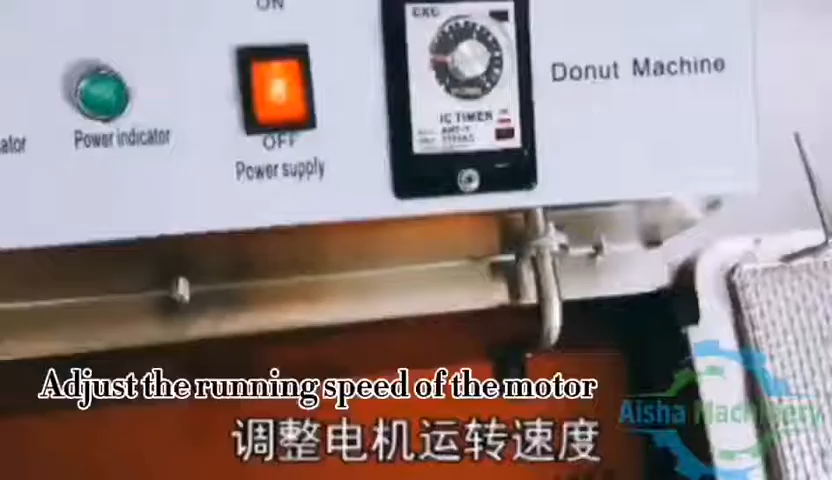 ON
CKC
Donut Machine
IC TIMER
Power indicator
OFF
Power supply
Adjust the running speed of the motor
调整电机运转速度
Aisha Machinery